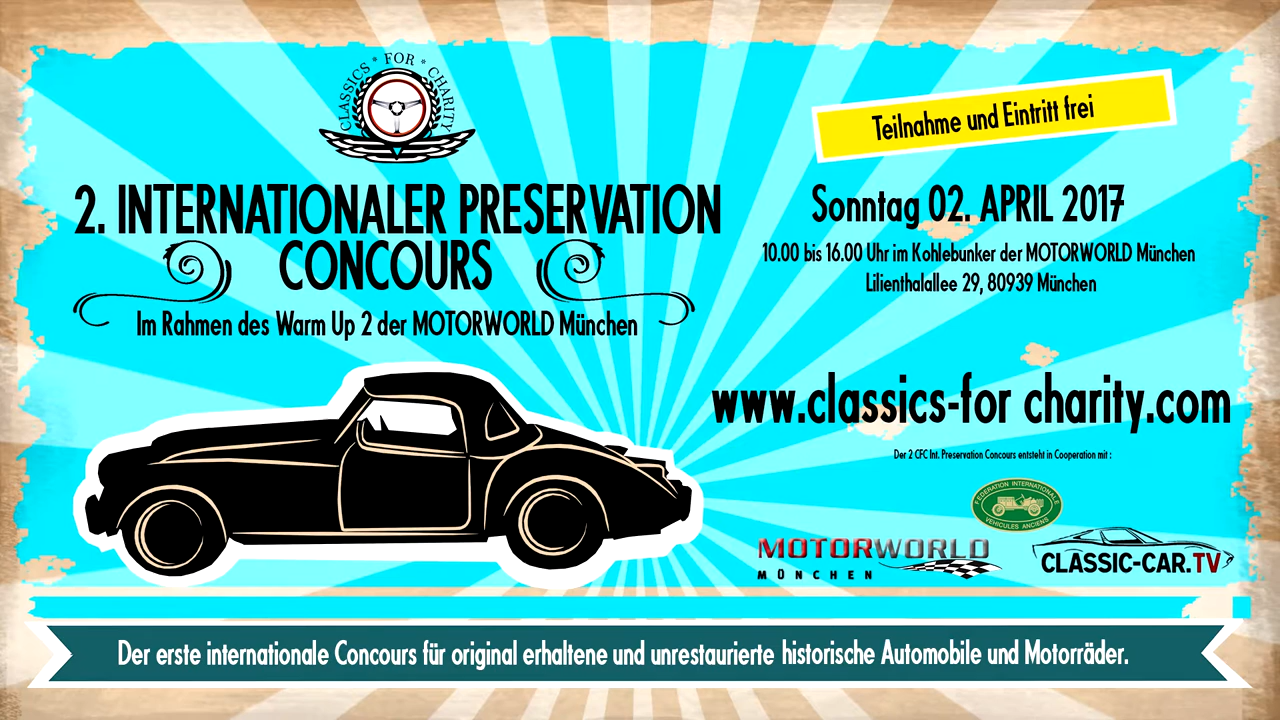 CLASSICS * FOR * CHARITY
Teilnahme und Eintritt frei
2. INTERNATIONALER PRESERVATION
CONCOURS
Im Rahmen des Warm Up 2 der MOTORWORLD München
Sonntag 02. APRIL 2017
10.00 bis 16.00 Uhr im Kohlebunker der MOTORWORLD München
Lilienthalallee 29, 80939 München
www.classics-for charity.com
Der 2 CFC Int. Preservation Concours entsteht in Cooperation mit :
FEDERATION INTERNATIONALE
VEHICULES ANCIENS
MOTORWORLD
MÜNCHEN
CLASSIC-CAR.TV
Der erste internationale Concours für original erhaltene und unrestaurierte historische Automobile und Motorräder.